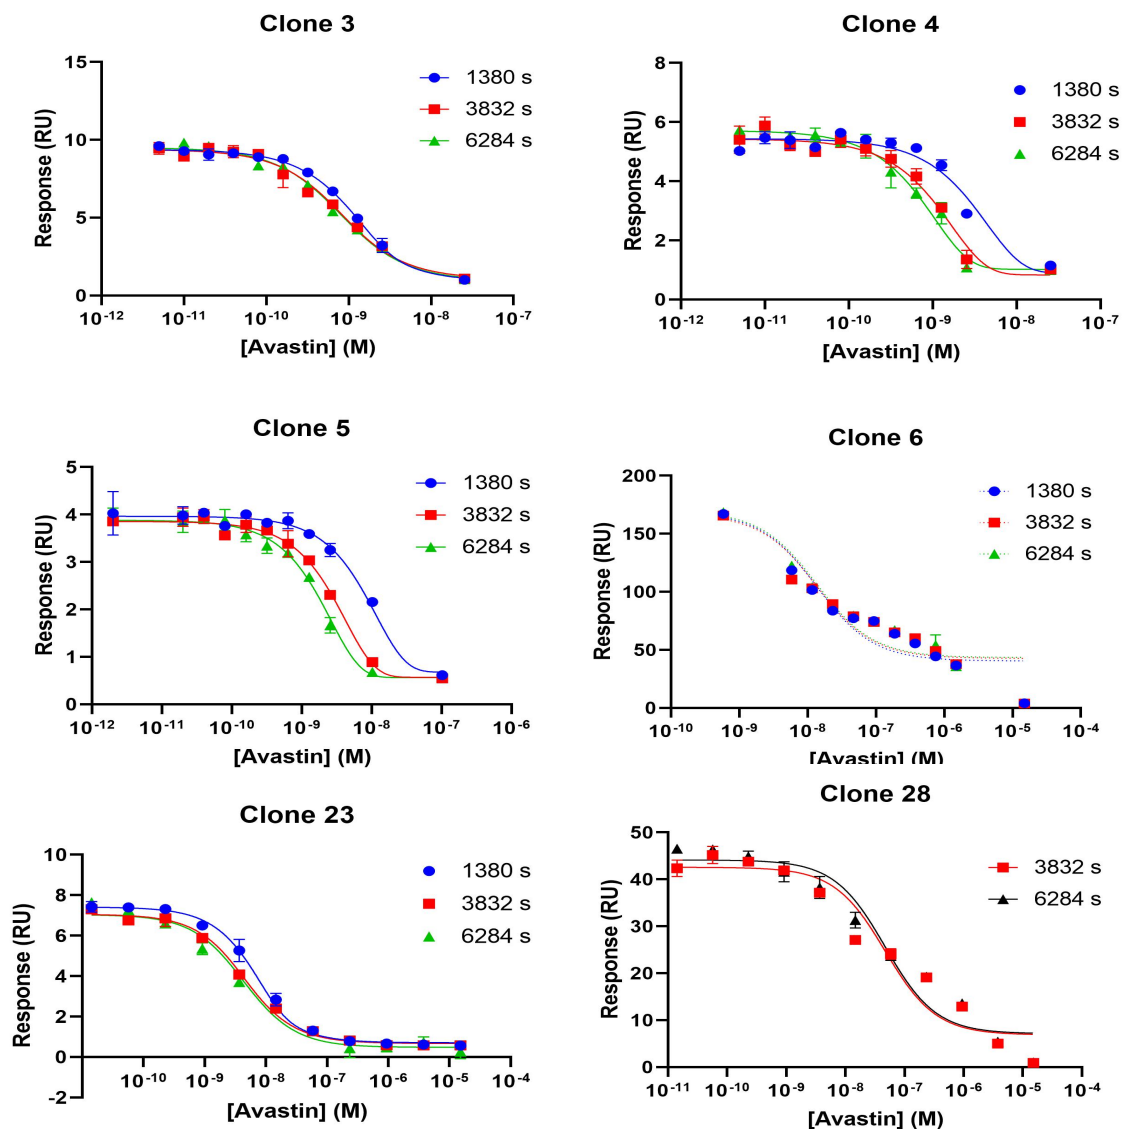 Clone 3
15
10
5
0
Response (RU)
1380 s
3832 s
6284 s
10-12
10-11
10-10
10-9
10-8
10-7
[Avastin] (M)
Clone 4
8
6
4
2
0
Response (RU)
1380 s
3832 s
6284 s
10-12
10-11
10-10
10-9
10-8
10-7
[Avastin] (M)
Clone 5
5
4
3
2
1
0
Response (RU)
1380 s
3832 s
6284 s
10-12
10-11
10-10
10-9
10-8
10-7
10-6
[Avastin] (M)
Clone 6
200
150
100
50
0
Response (RU)
1380 s
3832 s
6284 s
10-10
10-9
10-8
10-7
10-6
10-5
10-4
[Avastin] (M)
Clone 23
10
8
6
4
2
0
-2
Response (RU)
1380 s
3832 s
6284 s
10-10
10-9
10-8
10-7
10-6
10-5
10-4
[Avastin] (M)
Clone 28
50
40
30
20
10
0
Response (RU)
3832 s
6284 s
10-11
10-10
10-9
10-8
10-7
10-6
10-5
10-4
[Avastin] (M)